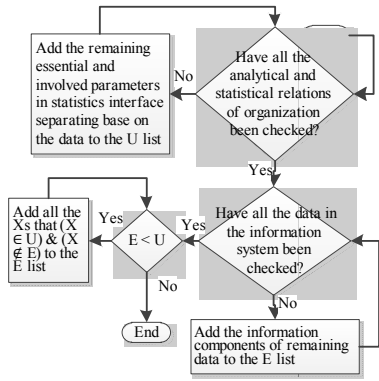 Add the remaining
essential and
involved parameters
in statistics interface
separating base on
the data to the U list
No
Have all the
analytical and
statistical relations
of organization
been checked?
Yes
Have all the data in
the information
system been
checked?
Yes
E < U
Yes
Add all the
Xs that (X
∈ U) & (X
∉ E) to the
E list
No
End
No
Add the information
components of remaining
data to the E list